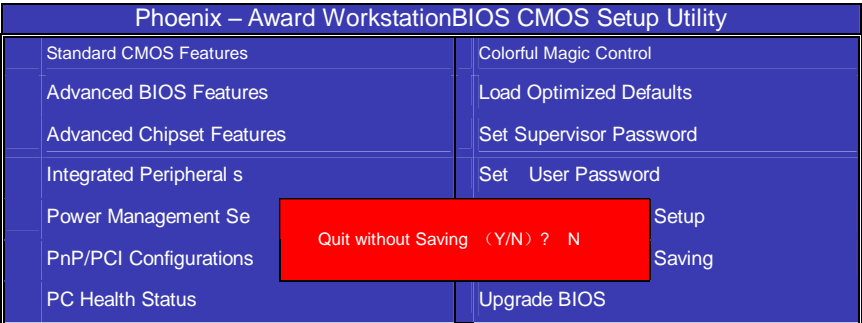 Phoenix – Award WorkstationBIOS CMOS Setup Utility
Standard CMOS Features
Colorful Magic Control
Advanced BIOS Features
Load Optimized Defaults
Advanced Chipset Features
Set Supervisor Password
Integrated Peripheral s
Set User Password
Power Management Se
Setup
Quit without Saving （Y/N）? N
PnP/PCI Configurations
Saving
PC Health Status
Upgrade BIOS